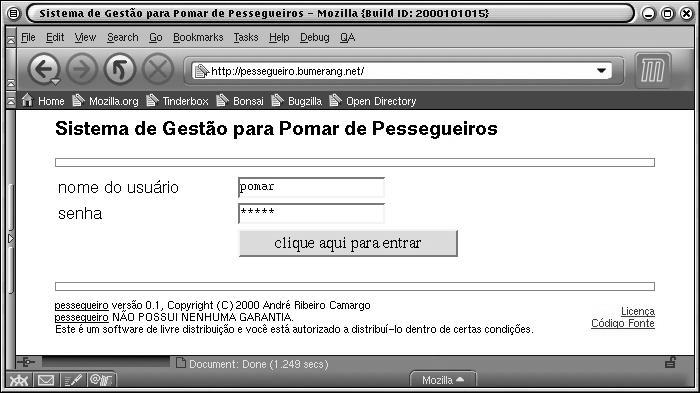 Sistema de Gestão para Pomar de Pessegueiros - Mozilla {Build ID: 2000101015}
File Edit View Search Go Bookmarks Tasks Help Debug QA
http://pessegueiro.bumerang.net/
Home Mozilla.org Tinderbox Bonsai Bugzilla Open Directory
Sistema de Gestão para Pomar de Pessegueiros
nome do usuário pomar
senha *****
clique aqui para entrar
pessegueiro versão 0.1, Copyright (C) 2000 André Ribeiro Camargo
pessegueiro NÃO POSSUI NENHUMA GARANTIA.
Este é um software de livre distribuição e você está autorizado a distribuí-lo dentro de certas condições.
Licença
Código Fonte
Document: Done (1.249 secs)
Mozilla